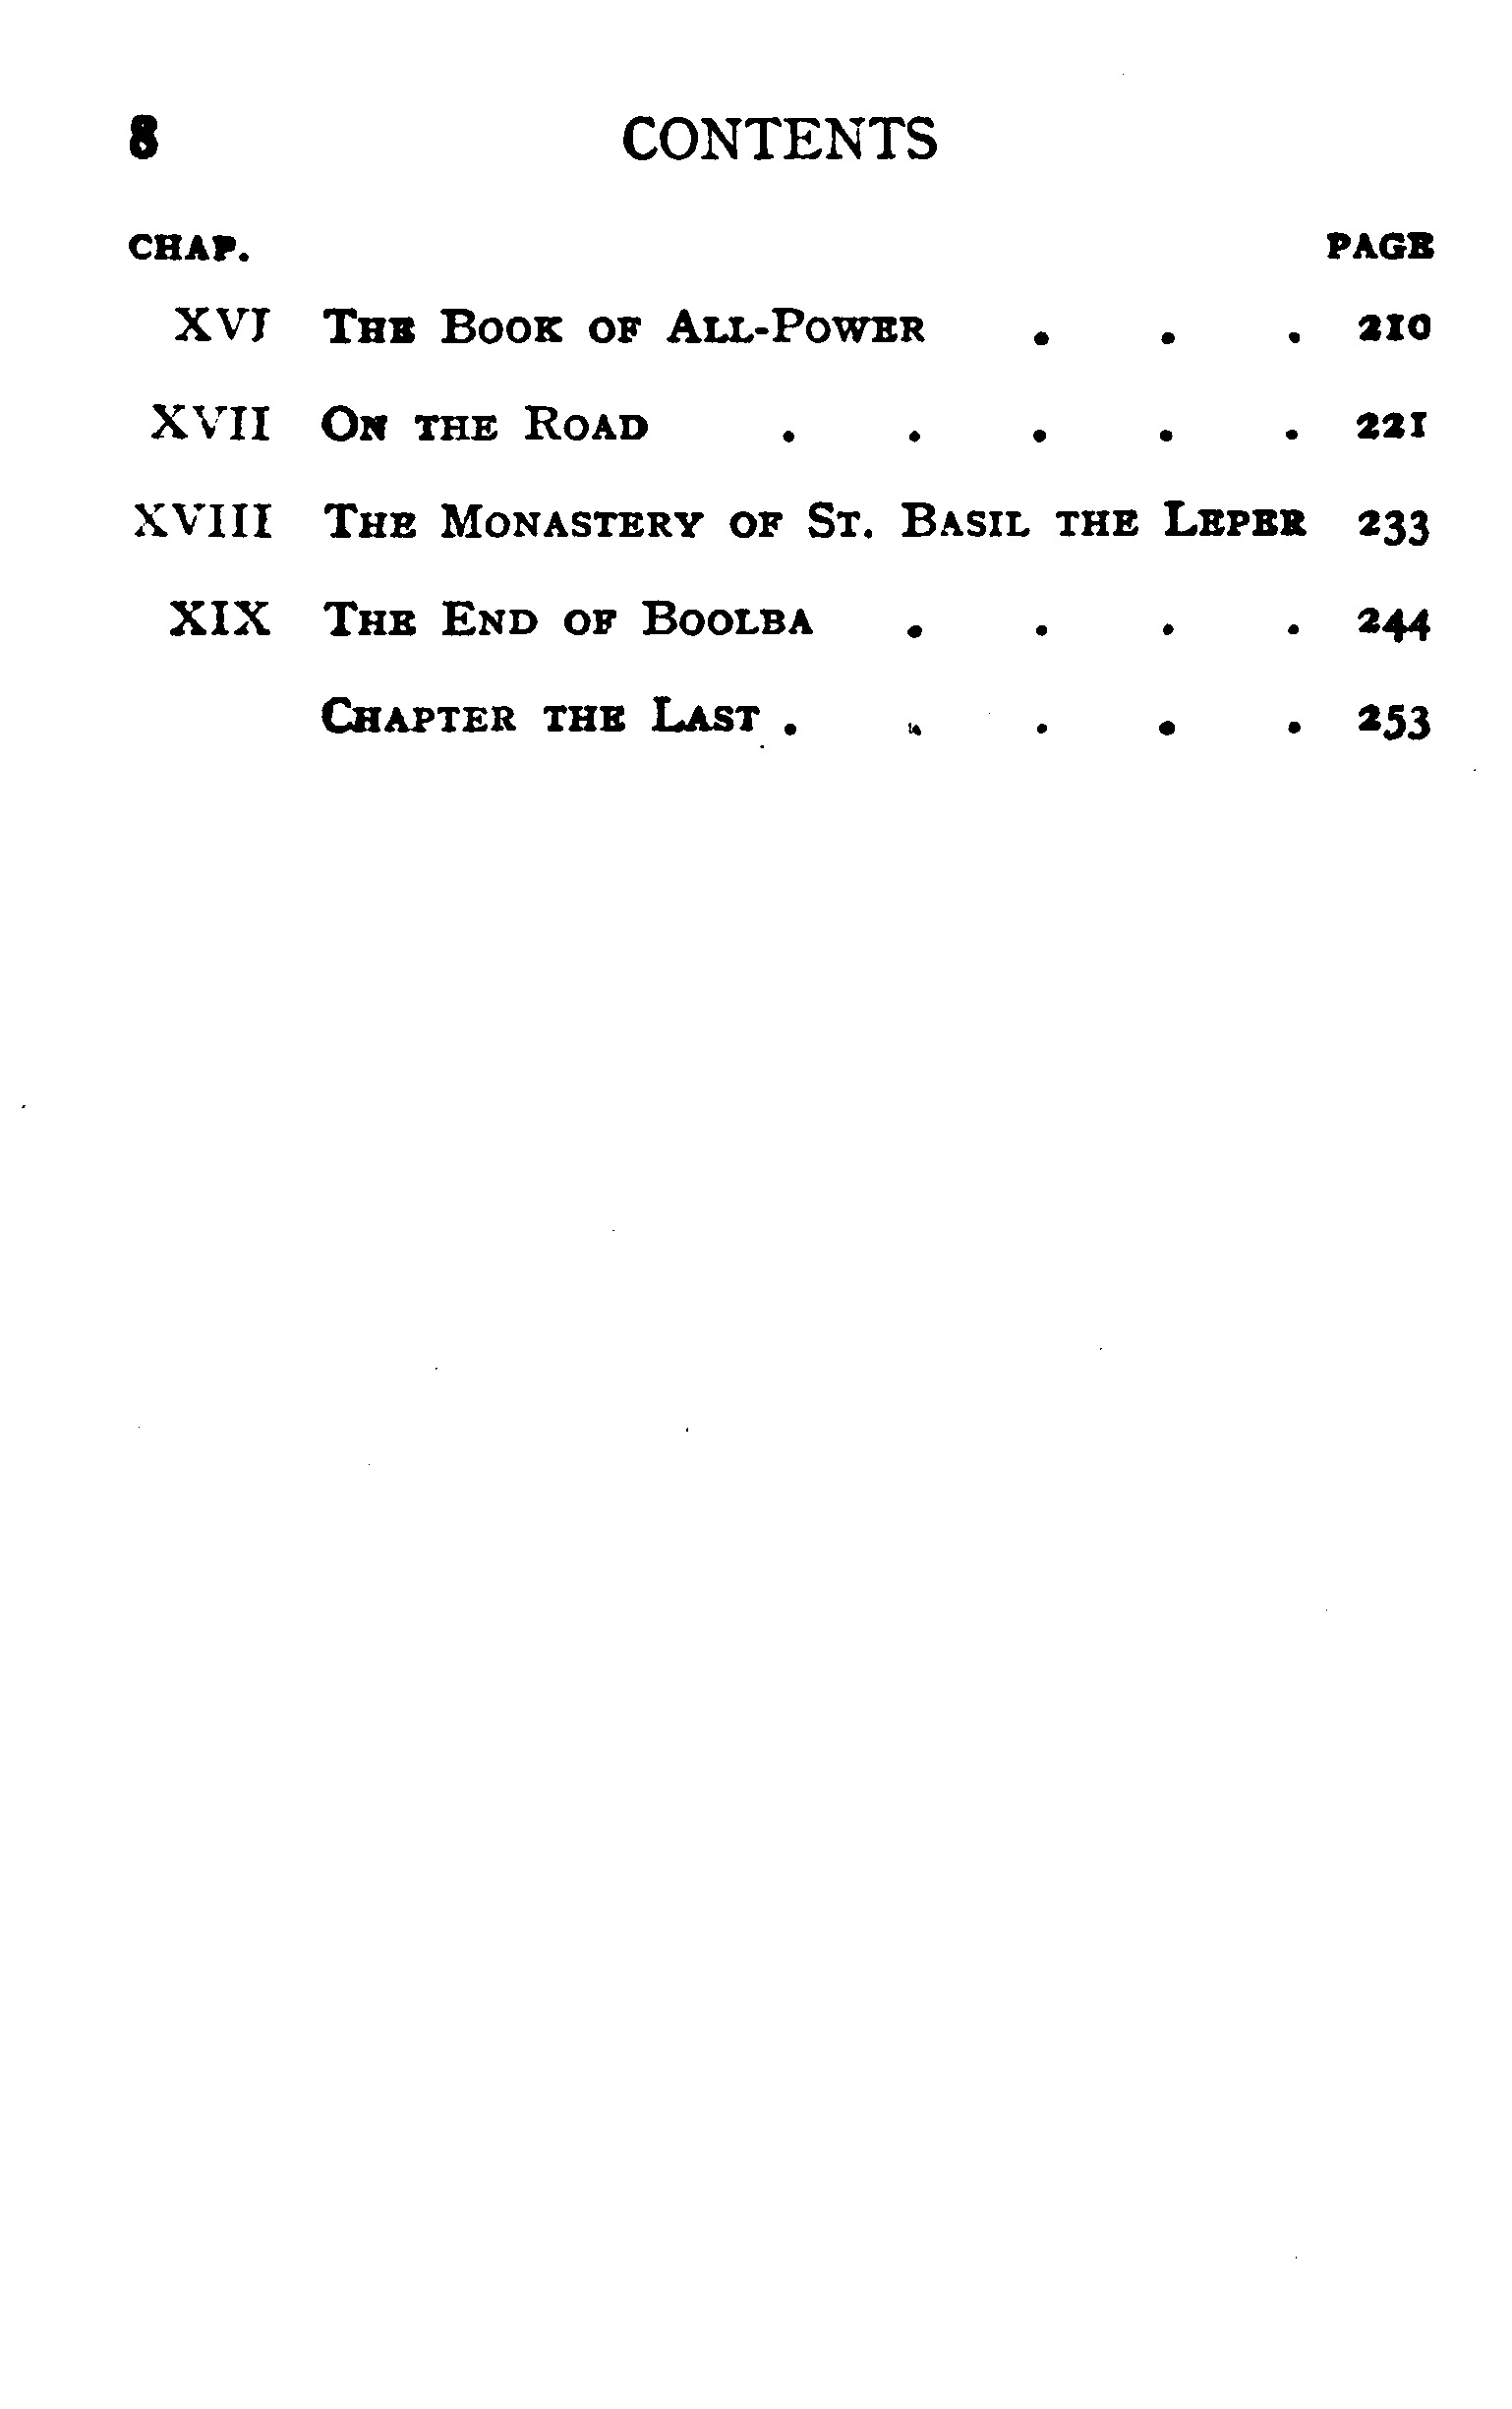 8 CONTENTS
CHAP. PAGE
XVI The Book of All-Power . . . 210
XVII On the Road . . . . . 221
XVIII The Monastery of St. Basil the Leper 233
XIX The End of Boolba . . . . 244
Chapter the Last . . . . . 253